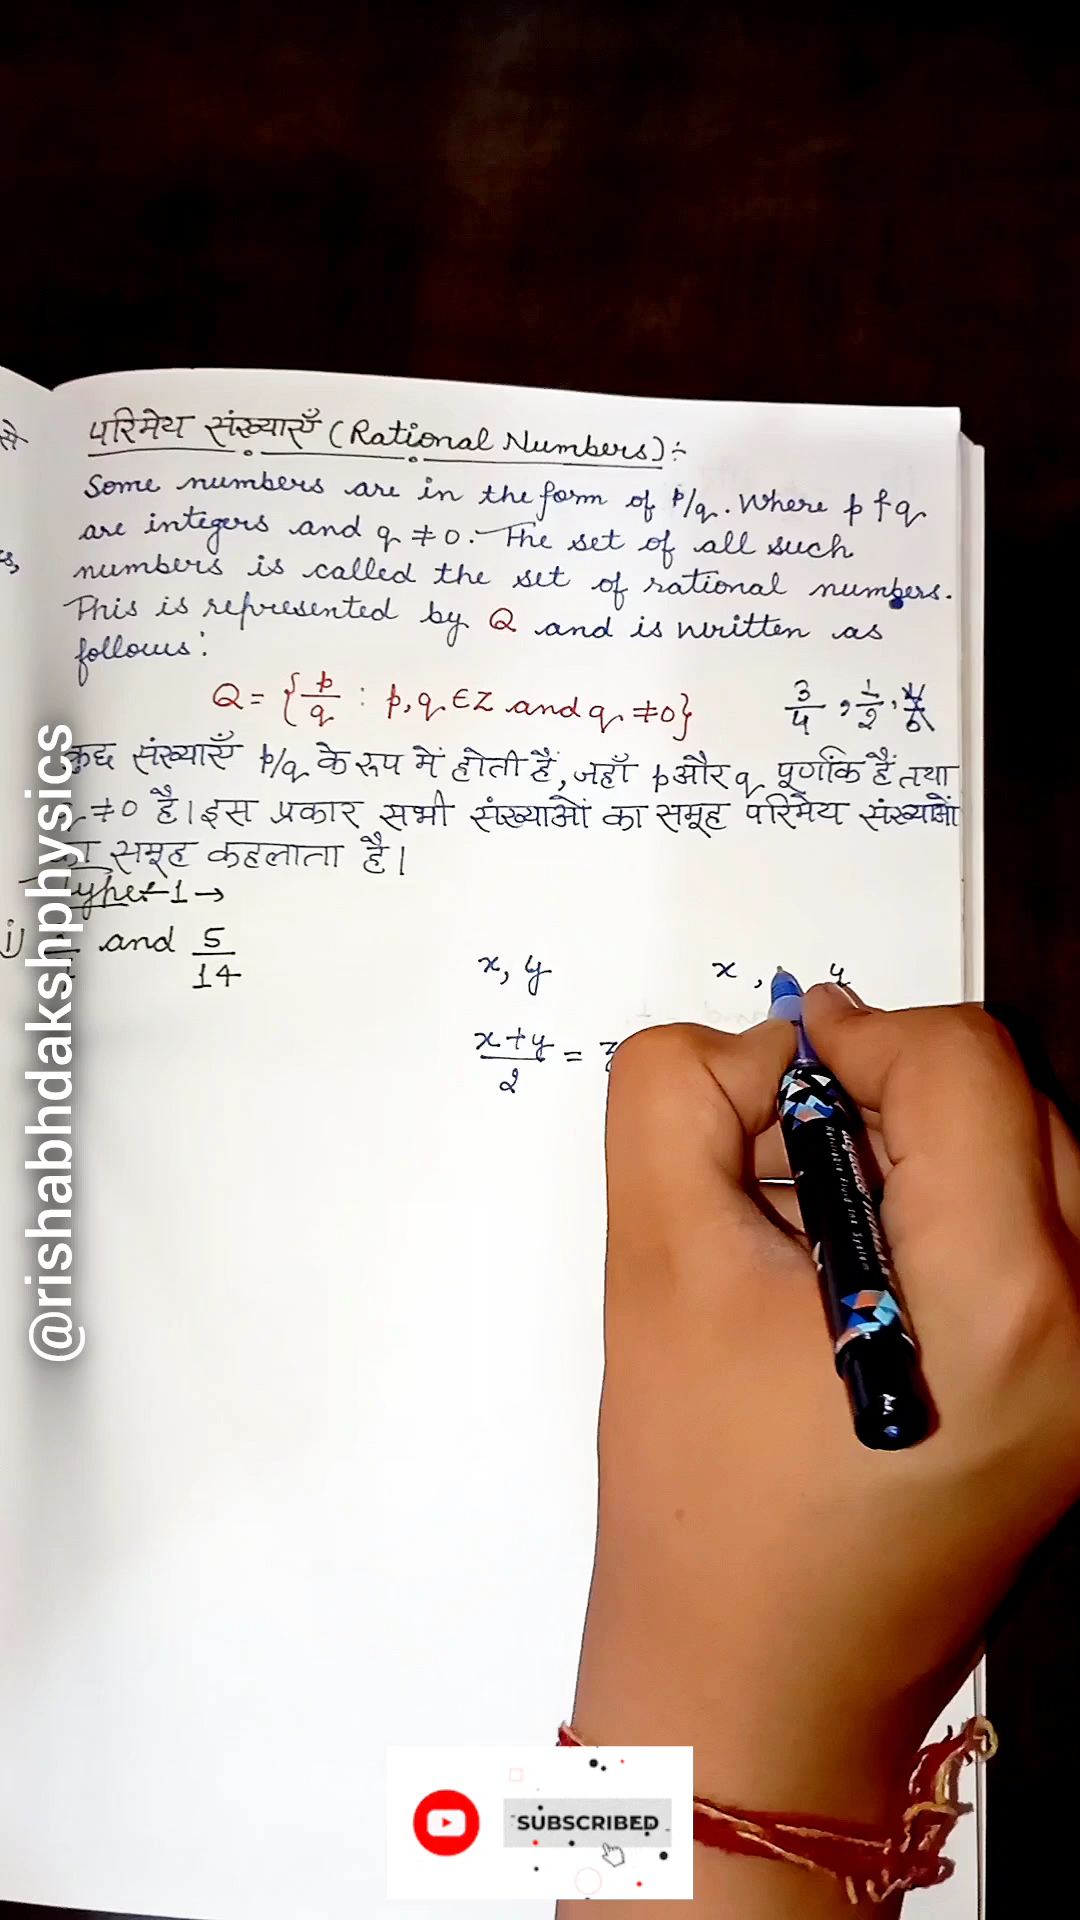 परिमेय संख्याएँ (Rational Numbers) :-
Some numbers are in the form of p/q. Where p & q
are integers and q ≠ 0. The set of all such
numbers is called the set of rational numbers.
This is represented by Q and is written as
follows:
Q = {p/q : p, q ∈ Z and q ≠ 0}
3/4, 1/2,
कुछ संख्याएँ p/q के रूप में होती हैं, जहाँ p और q पूर्णांक हैं तथा
q ≠ 0 है। इस प्रकार सभी संख्याओं का समूह परिमेय संख्याओं
का समूह कहलाता है।
Type-1 →
i) and 5/14
x, y
x, y
(x+y)/2 =
@rishabhdakshphysics
SUBSCRIBED